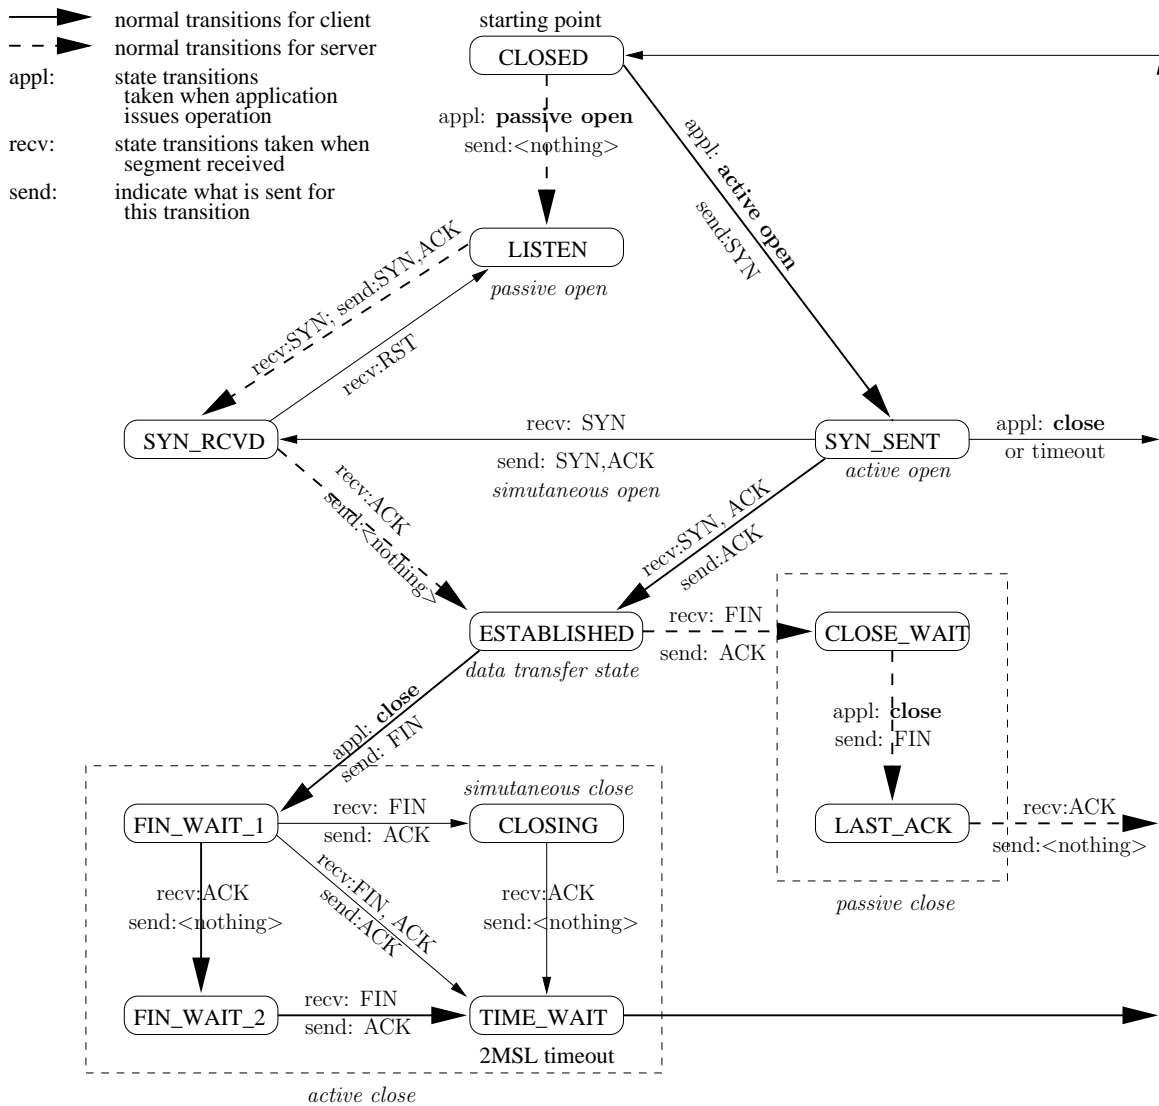 normal transitions for client
normal transitions for server
appl: state transitions
taken when application
issues operation
recv: state transitions taken when
segment received
send: indicate what is sent for
this transition
starting point
CLOSED
appl: passive open
send:<nothing>
appl: active open
send:SYN
LISTEN
passive open
recv:SYN; send:SYN,ACK
recv:RST
SYN_RCVD
recv: SYN
send: SYN,ACK
simutaneous open
SYN_SENT
active open
appl: close
or timeout
recv:ACK
send:<nothing>
recv:SYN, ACK
send:ACK
ESTABLISHED
data transfer state
recv: FIN
send: ACK
CLOSE_WAIT
appl: close
send: FIN
LAST_ACK
recv:ACK
send:<nothing>
passive close
appl: close
send: FIN
simutaneous close
FIN_WAIT_1
recv: FIN
send: ACK
CLOSING
recv:ACK
send:<nothing>
recv:FIN, ACK
send:ACK
recv:ACK
send:<nothing>
FIN_WAIT_2
recv: FIN
send: ACK
TIME_WAIT
2MSL timeout
active close